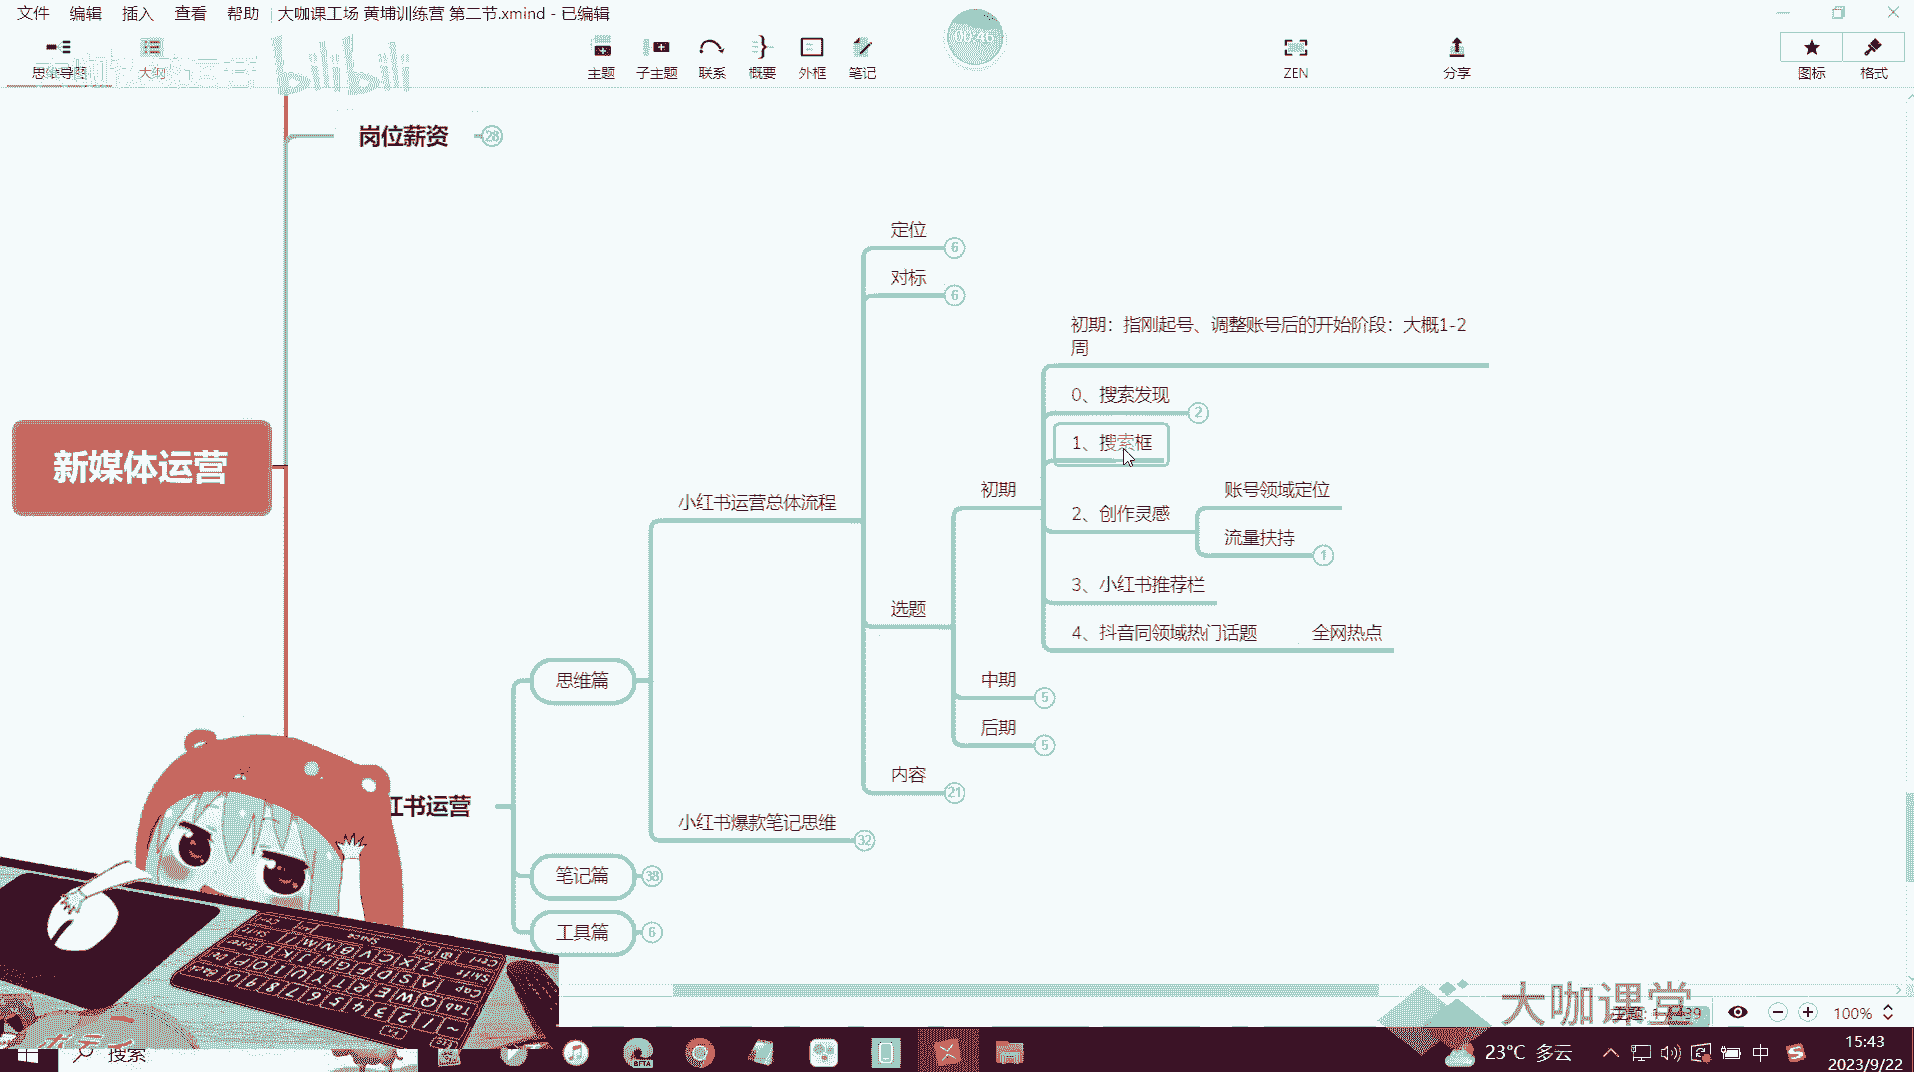 文件 编辑 插入 查看 帮助 大咖课工场 黄埔训练营 第二节.xmind - 已编辑
bilibili
00:46
思维导图 大纲 主题 子主题 联系 概要 外框 笔记 ZEN 分享 图标 格式
岗位薪资 28
定位 6
对标 6
初期：指刚起号、调整账号后的开始阶段：大概1-2
周
0、搜索发现 2
1、搜索框
新媒体运营
小红书运营总体流程
初期
账号领域定位
2、创作灵感
流量扶持 1
3、小红书推荐栏
选题
4、抖音同领域热门话题 全网热点
思维篇
中期 5
后期 5
内容 21
红书运营
小红书爆款笔记思维 32
笔记篇 38
工具篇 6
大咖课堂
100%
搜索
BETA
23°C 多云
中
15:43
2023/9/22